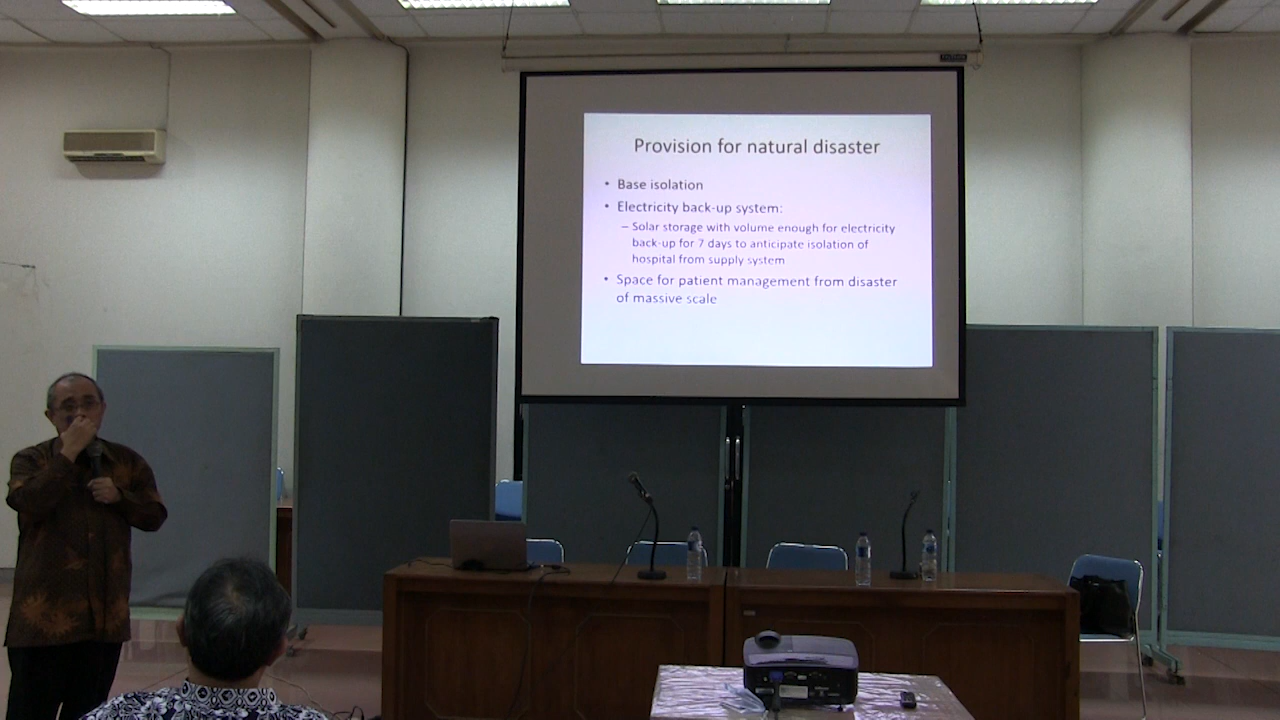 Provision for natural disaster
• Base isolation
• Electricity back-up system:
– Solar storage with volume enough for electricity
back-up for 7 days to anticipate isolation of
hospital from supply system
• Space for patient management from disaster
of massive scale